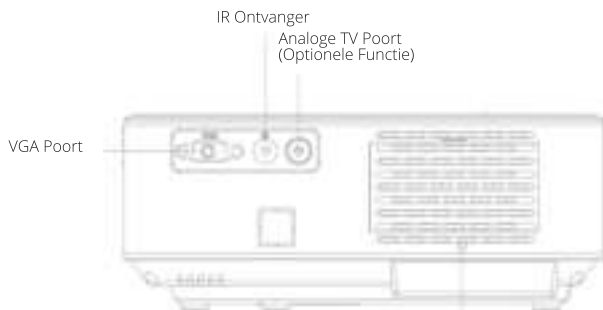 IR Ontvanger
Analoge TV Poort
(Optionele Functie)
VGA Poort